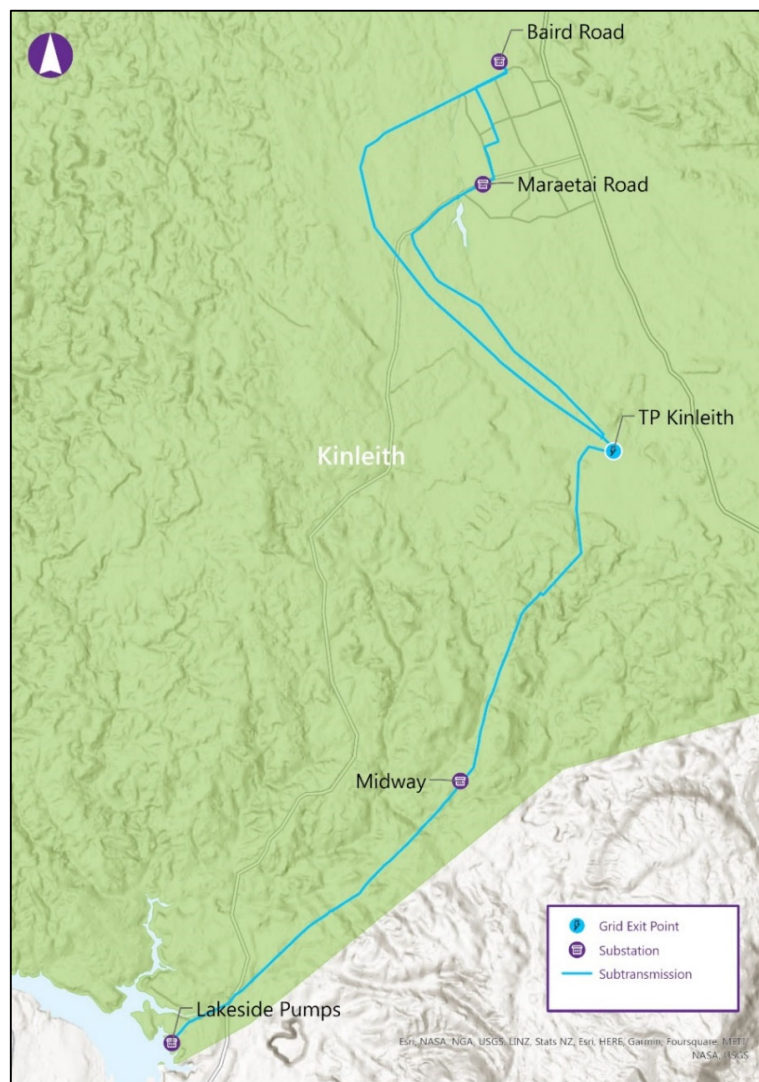 Baird Road
Maraetai Road
TP Kinleith
Kinleith
Midway
Grid Exit Point
Substation
Subtransmission
Lakeside Pumps
Esri, NASA, NGA, USGS, LINZ, Stats NZ, Esri, HERE, Garmin, Foursquare, METI/
NASA, USGS